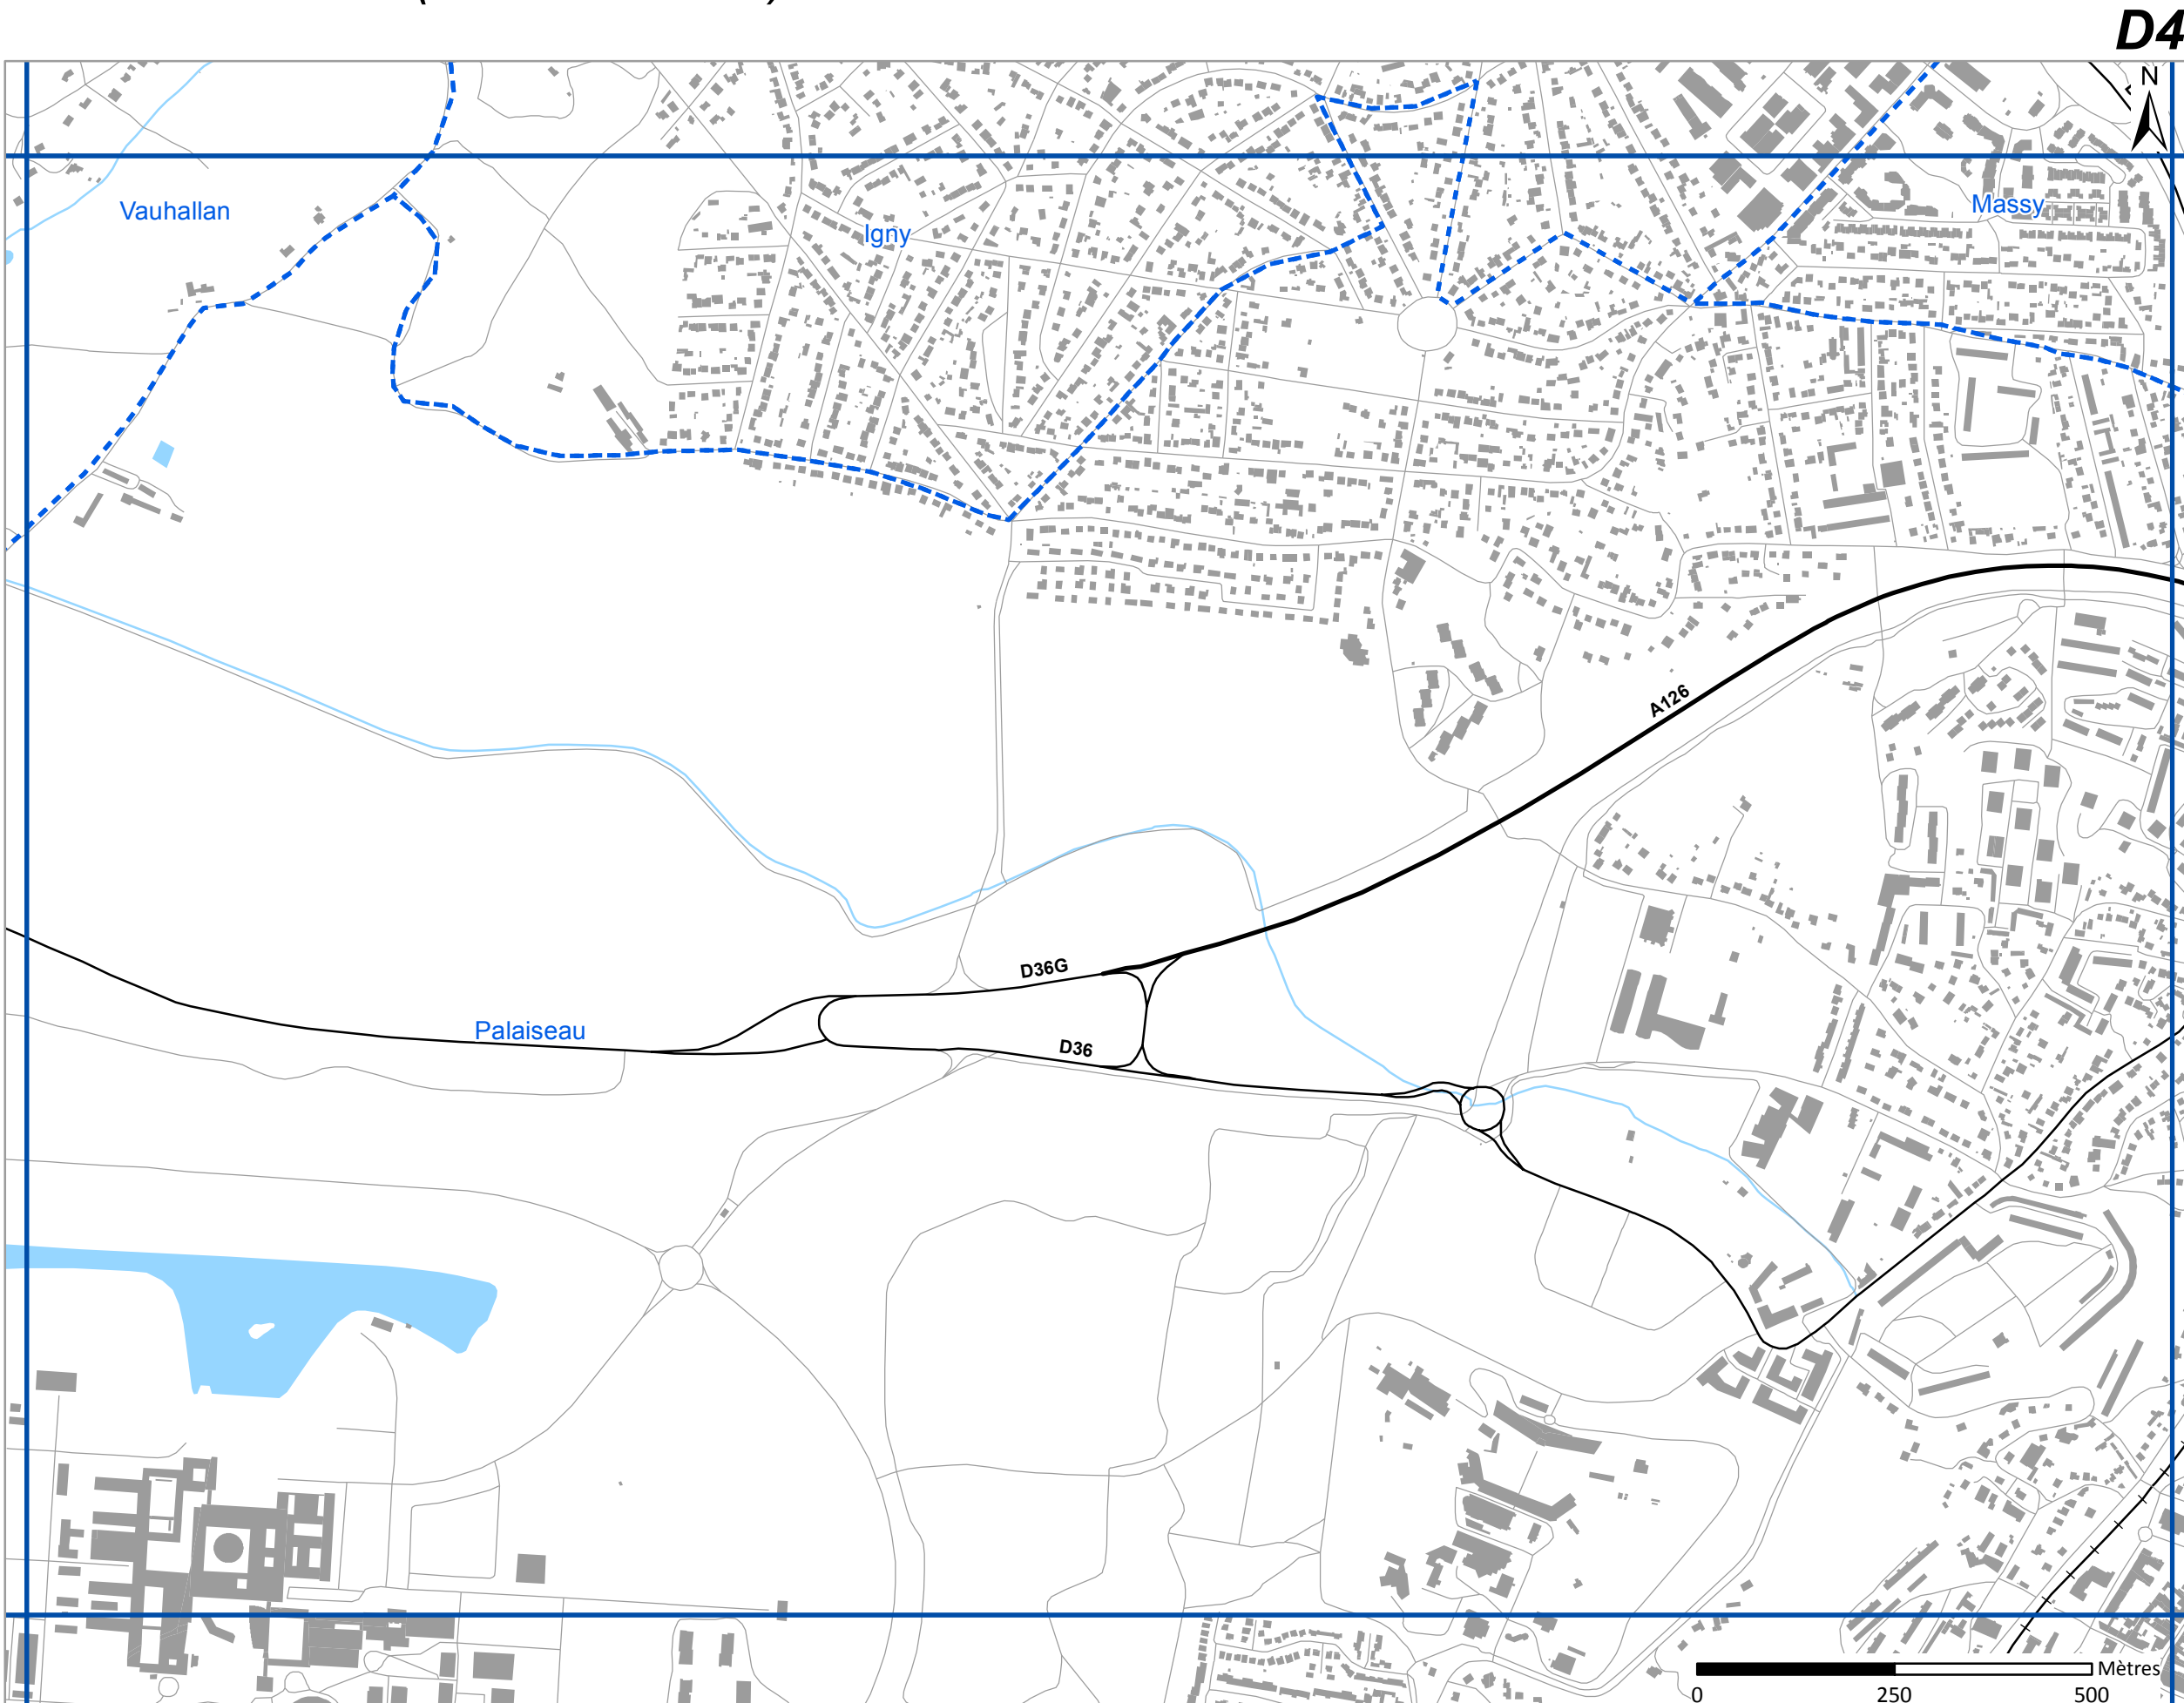 D4
N
Vauhallan
Massy
Igny
A126
D36G
Palaiseau
D36
Mètres
0 250 500